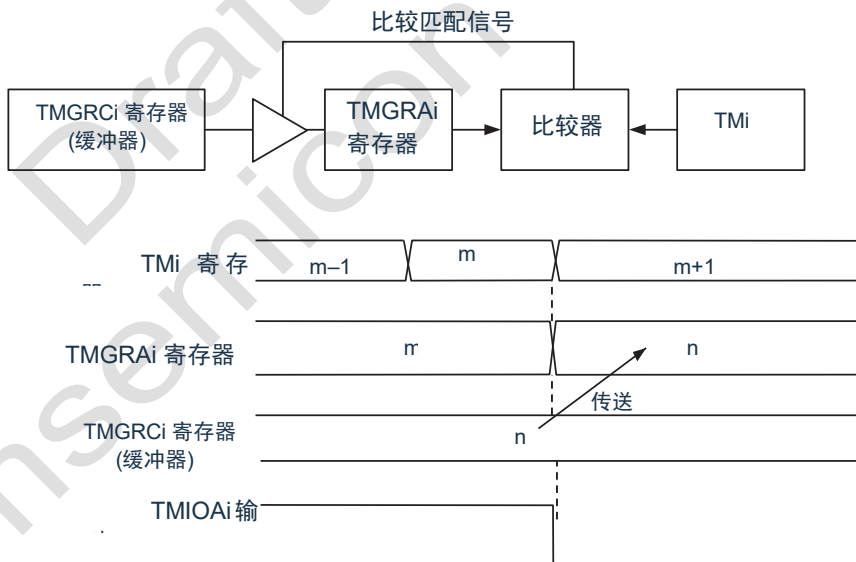 比较匹配信号
TMGRCi 寄存器
(缓冲器)
TMGRAi
寄存器
比较器
TMi
TMi 寄存
m–1
m
m+1
TMGRAi 寄存器
n
传送
TMGRCi 寄存器
(缓冲器)
n
TMIOAi 输
Draft
nsemicon